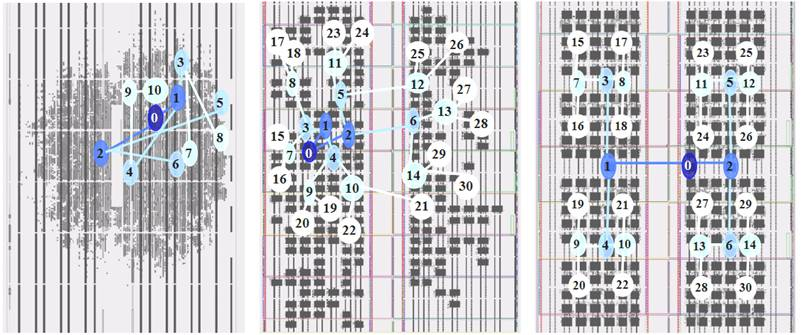 3
9 10 1 5
0
8
2 7
4 6
23 24
17 18 25 26
11
8 12 27
5 13
3 1 6 28
15 2
7 0 4 29
16 14
9 10 30
19 21
20 22
15 17 23 25
7 3 8 11 5 12
16 18 24 26
1 0 2
19 21 27 29
9 4 10 13 6 14
20 22 28 30